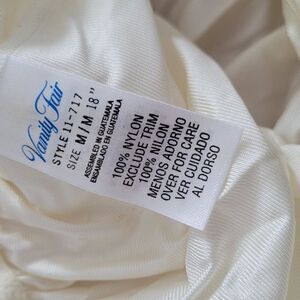 Vanity Fair
STYLE 11-717
SIZE M/M 18"
ASSEMBLED IN GUATEMALA
ENSAMBLADO EN GUATEMALA
100% NYLON
EXCLUDE TRIM
100% NILÓN
MENOS ADORNO
OVER FOR CARE
VER CUIDADO
AL DORSO